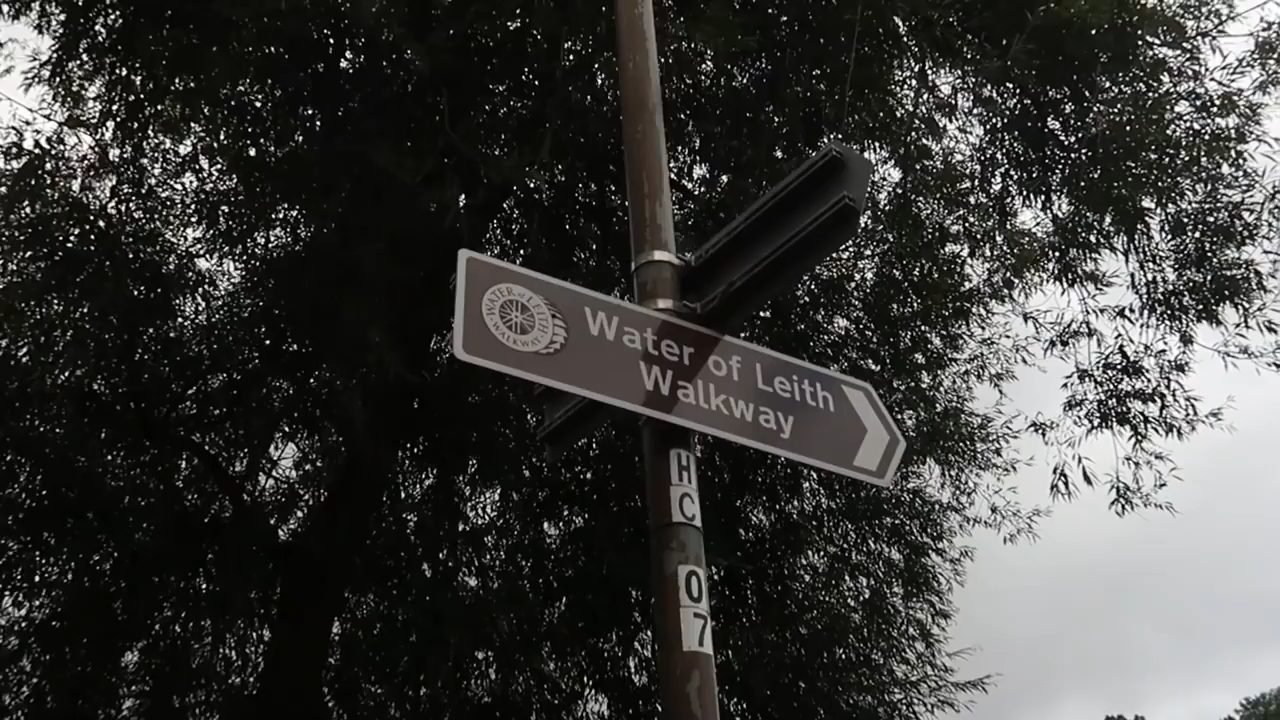 WATER of LEITH
WALKWAY
Water of Leith
Walkway
H
C
0
7